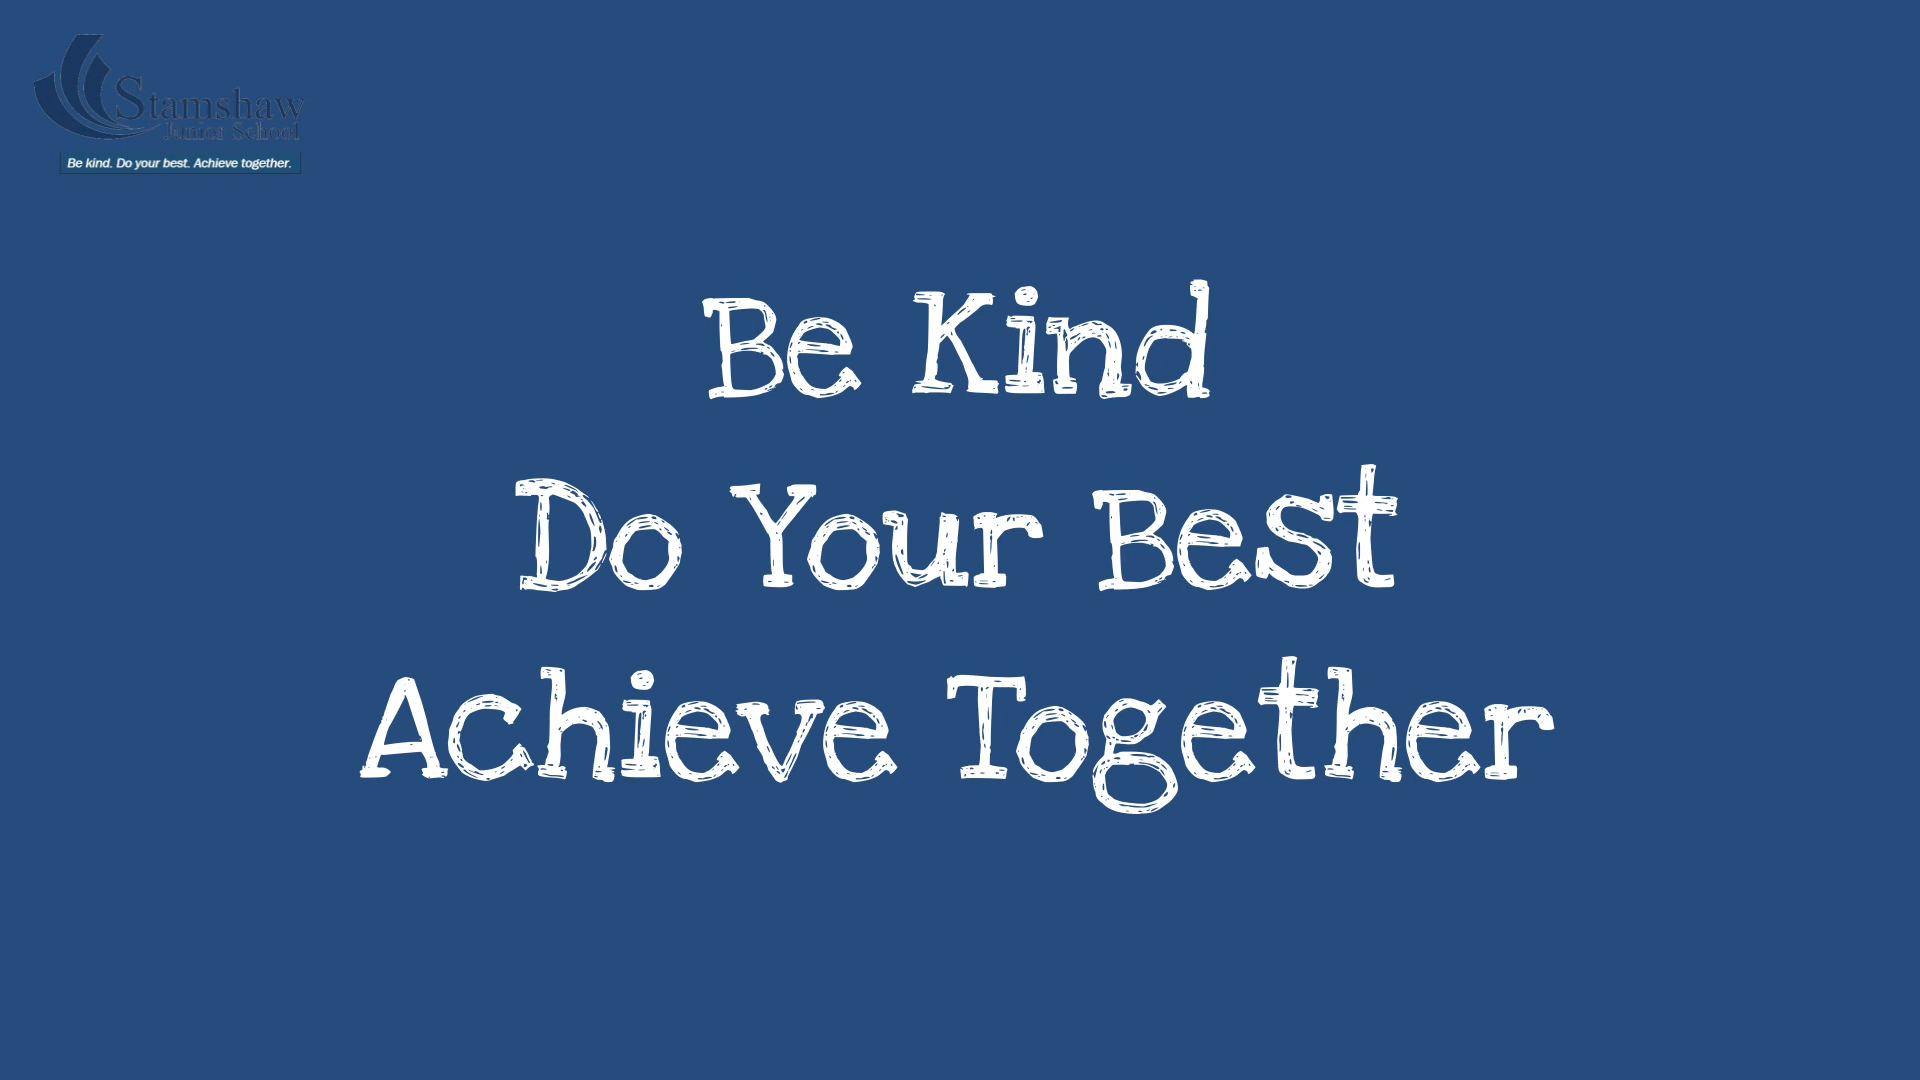 Stamshaw
Junior School
Be kind. Do your best. Achieve together.
Be Kind
Do Your Best
Achieve Together